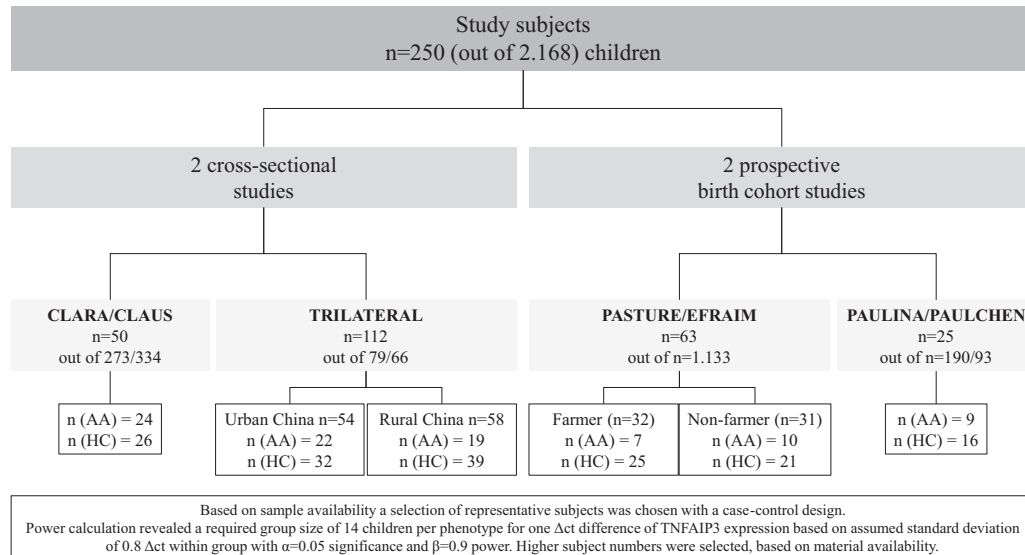 Study subjects
n=250 (out of 2.168) children
2 cross-sectional
studies
2 prospective
birth cohort studies
CLARA/CLAUS
n=50
out of 273/334
TRILATERAL
n=112
out of 79/66
PASTURE/EFRAIM
n=63
out of n=1.133
PAULINA/PAULCHEN
n=25
out of n=190/93
n (AA) = 24
n (HC) = 26
Urban China n=54
n (AA) = 22
n (HC) = 32
Rural China n=58
n (AA) = 19
n (HC) = 39
Farmer (n=32)
n (AA) = 7
n (HC) = 25
Non-farmer (n=31)
n (AA) = 10
n (HC) = 21
n (AA) = 9
n (HC) = 16
Based on sample availability a selection of representative subjects was chosen with a case-control design.
Power calculation revealed a required group size of 14 children per phenotype for one Δct difference of TNFAIP3 expression based on assumed standard deviation
of 0.8 Δct within group with α=0.05 significance and β=0.9 power. Higher subject numbers were selected, based on material availability.